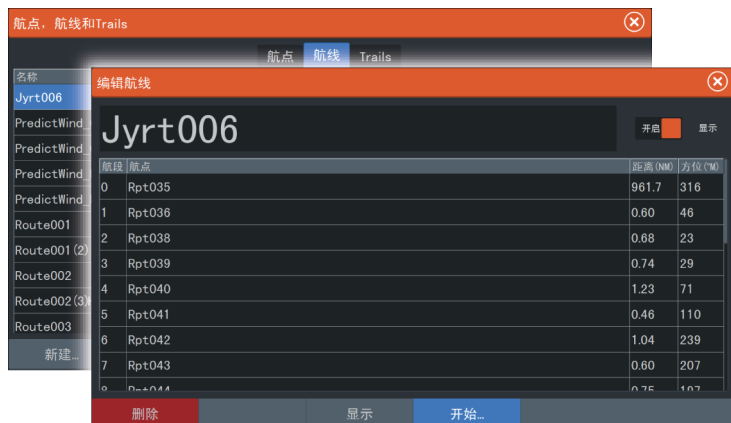 航点，航线和Trails
航点 航线 Trails
名称
Jyrt006
PredictWind_
PredictWind_
PredictWind_
PredictWind_
Route001
Route001(2)
Route002
Route002(3)
Route003
新建…
编辑航线
Jyrt006
开启 显示
航段 航点 距离(NM) 方位(°M)
0 Rpt035 961.7 316
1 Rpt036 0.60 46
2 Rpt038 0.68 23
3 Rpt039 0.74 29
4 Rpt040 1.23 71
5 Rpt041 0.46 110
6 Rpt042 1.04 239
7 Rpt043 0.60 207
删除 显示 开始…